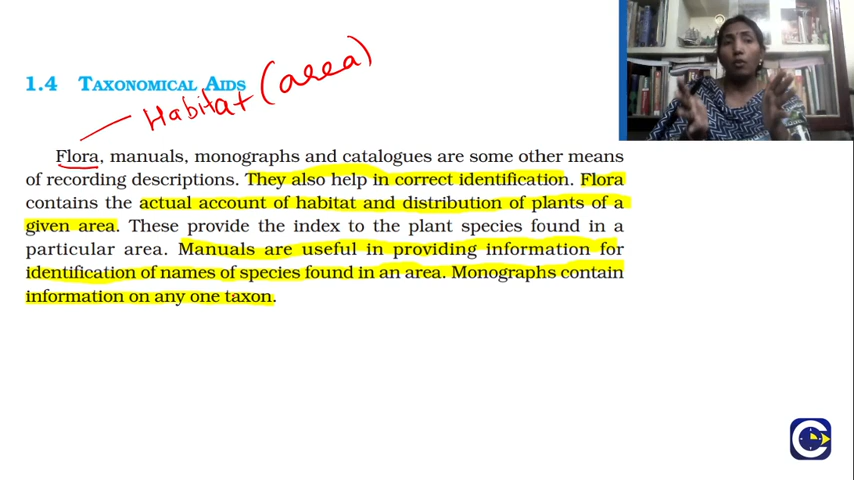 1.4 TAXONOMICAL AIDS
Habitat (area)
Flora, manuals, monographs and catalogues are some other means
of recording descriptions. They also help in correct identification. Flora
contains the actual account of habitat and distribution of plants of a
given area. These provide the index to the plant species found in a
particular area. Manuals are useful in providing information for
identification of names of species found in an area. Monographs contain
information on any one taxon.